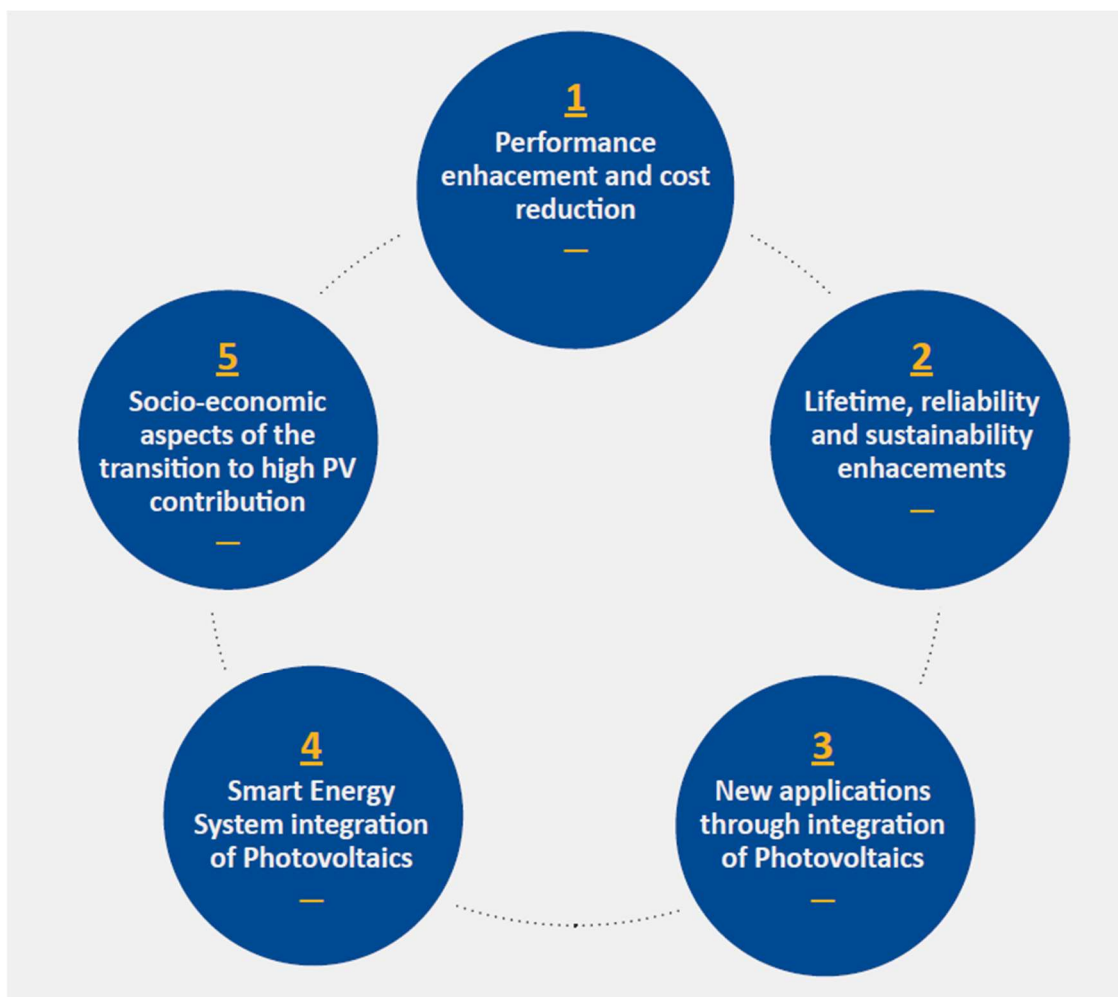 1
Performance
enhacement and cost
reduction
2
Lifetime, reliability
and sustainability
enhacements
3
New applications
through integration
of Photovoltaics
4
Smart Energy
System integration
of Photovoltaics
5
Socio-economic
aspects of the
transition to high PV
contribution